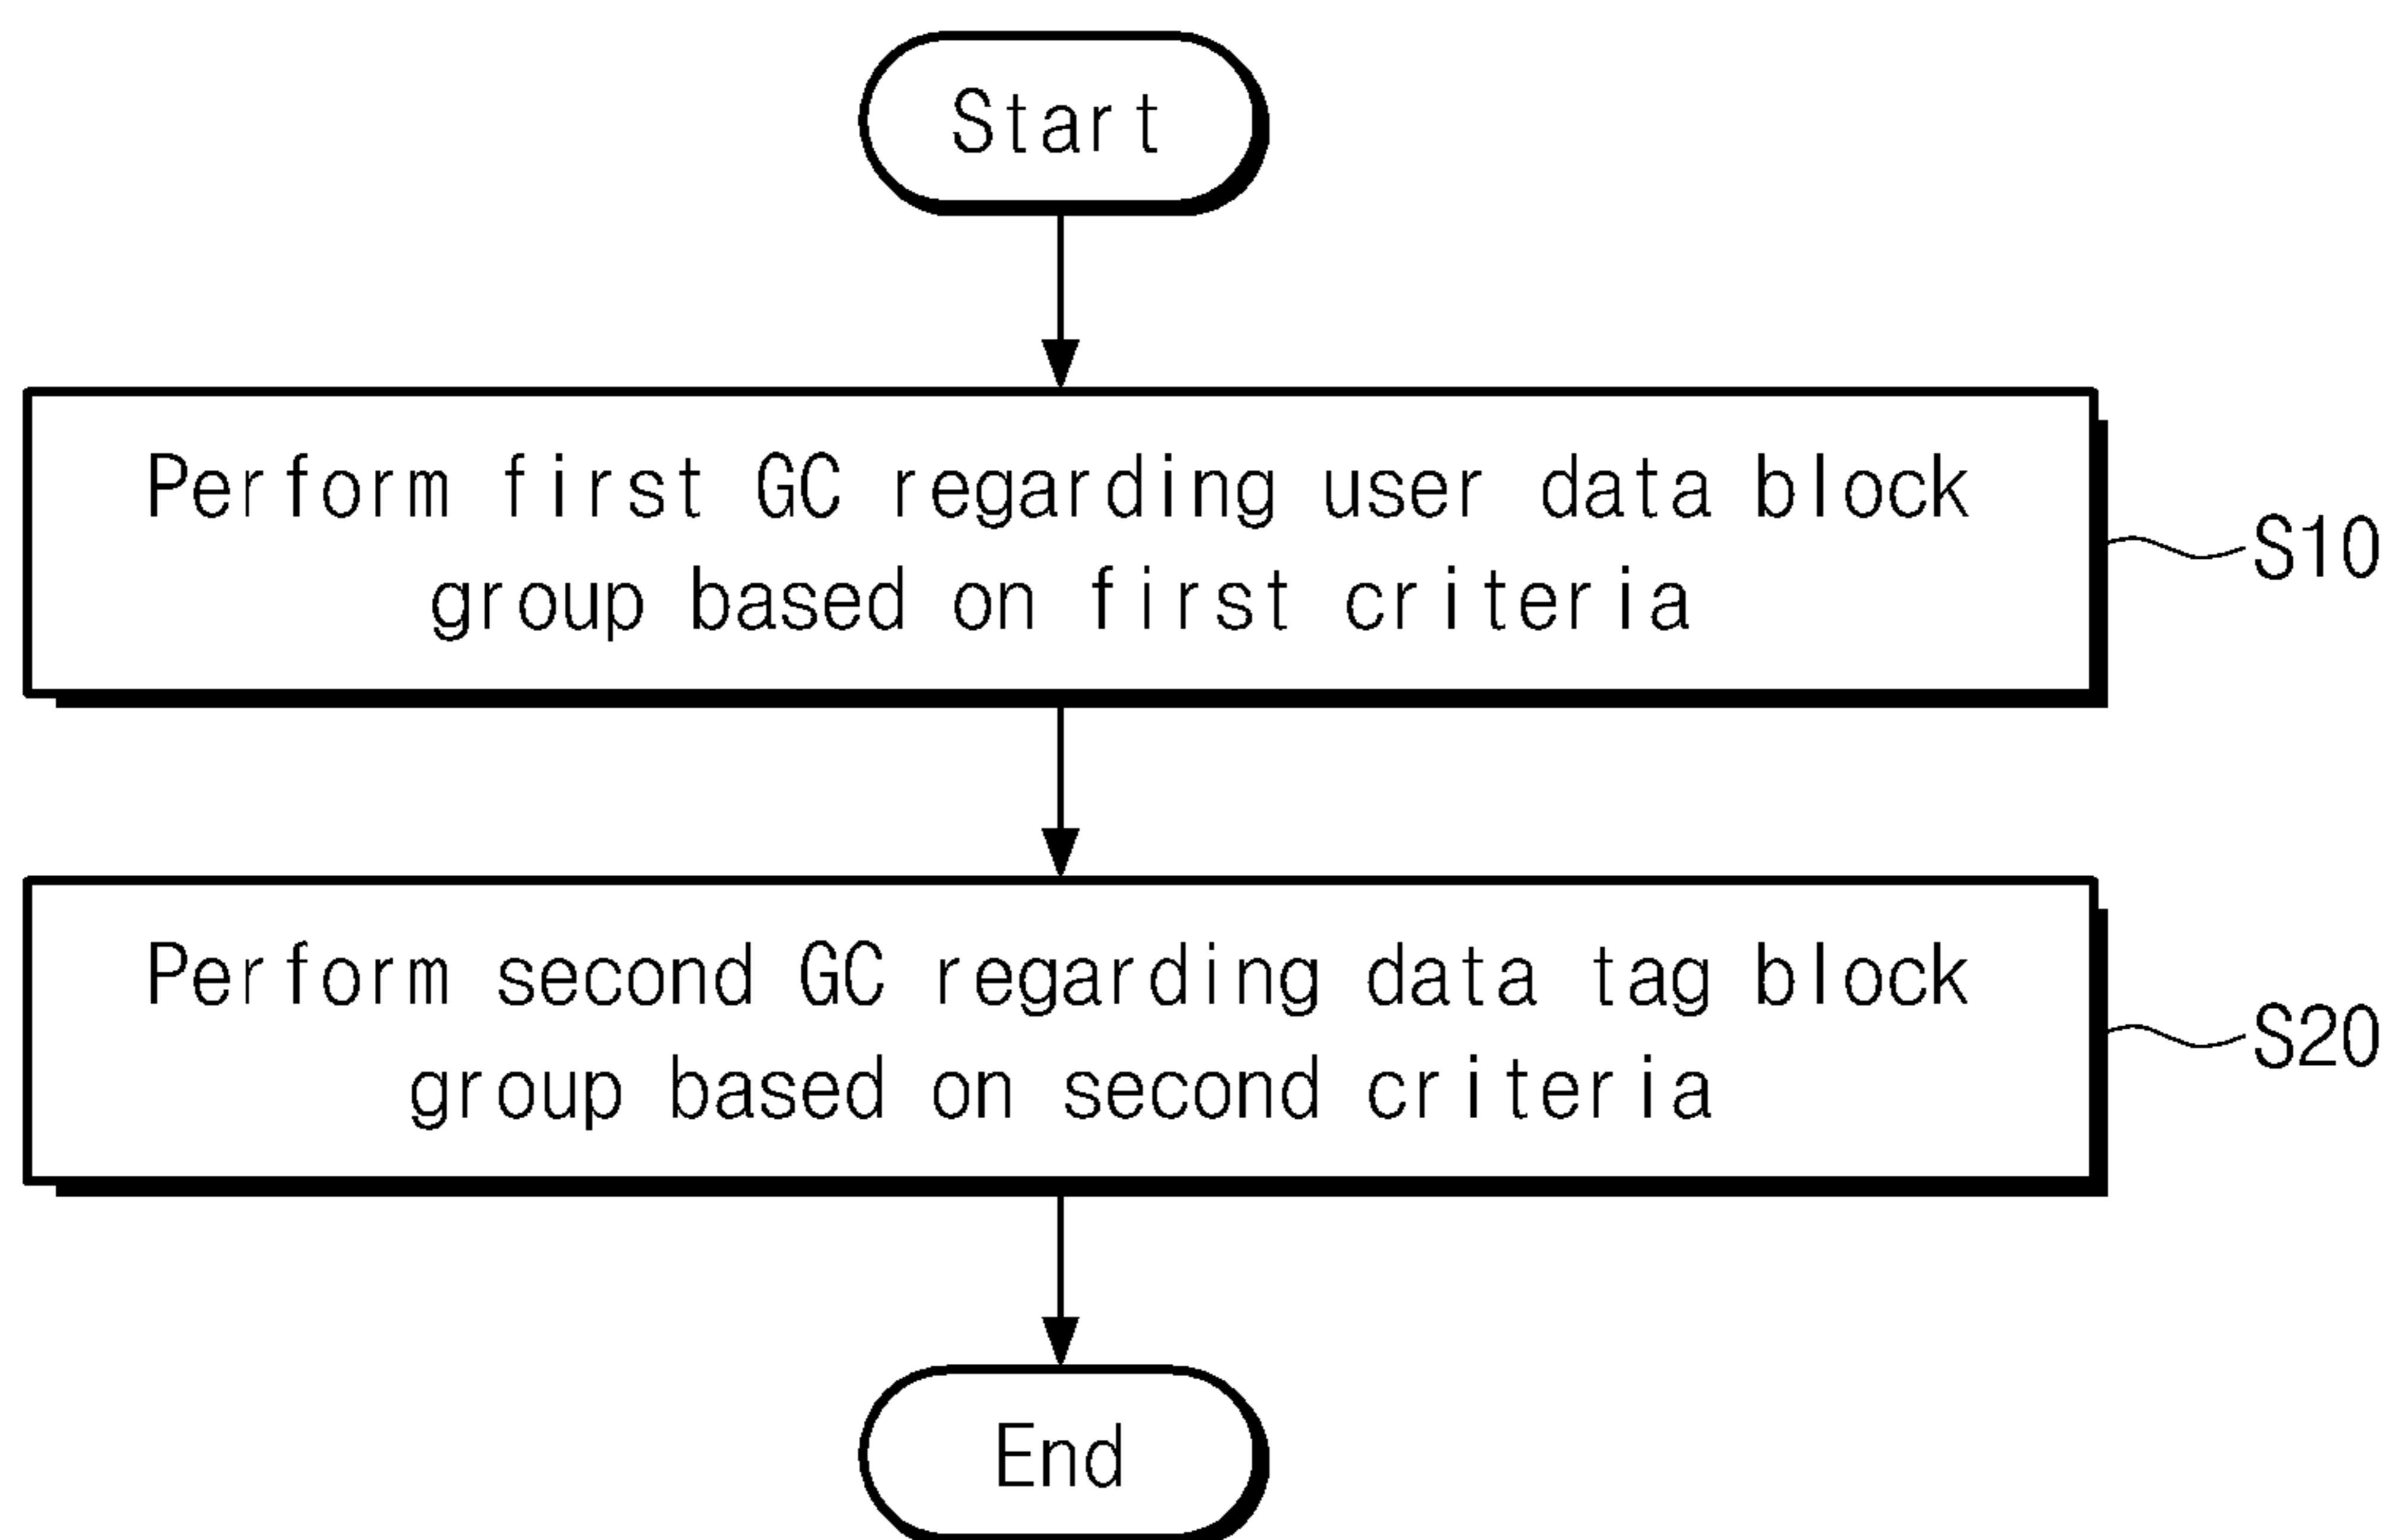 Start
Perform first GC regarding user data block
group based on first criteria
S10
Perform second GC regarding data tag block
group based on second criteria
S20
End